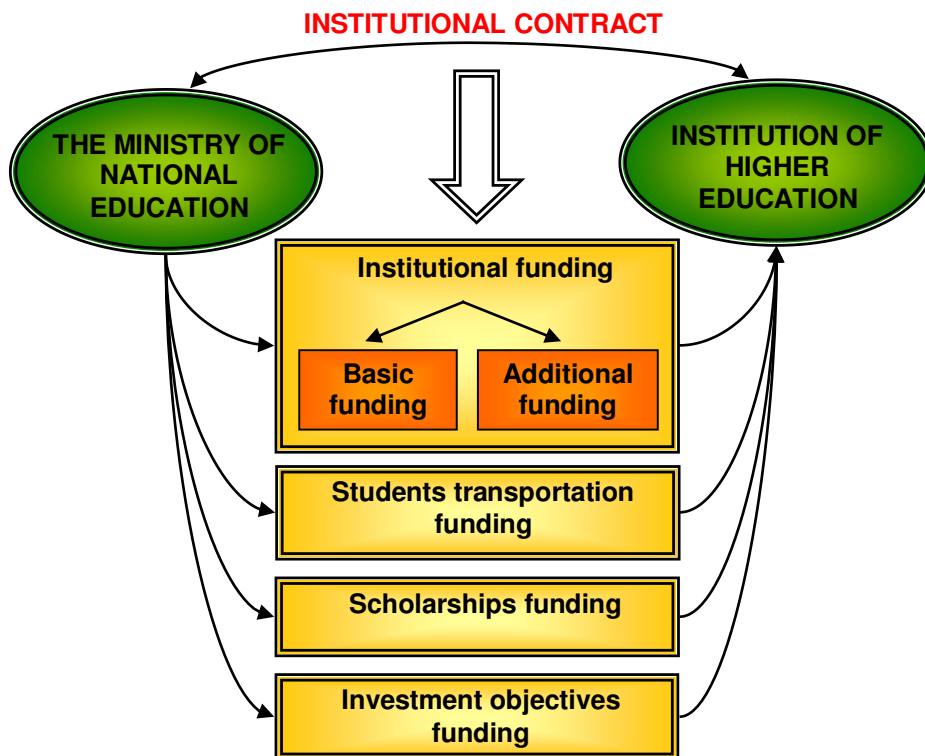 INSTITUTIONAL CONTRACT
THE MINISTRY OF
NATIONAL
EDUCATION
INSTITUTION OF
HIGHER
EDUCATION
Institutional funding
Basic
funding
Additional
funding
Students transportation
funding
Scholarships funding
Investment objectives
funding